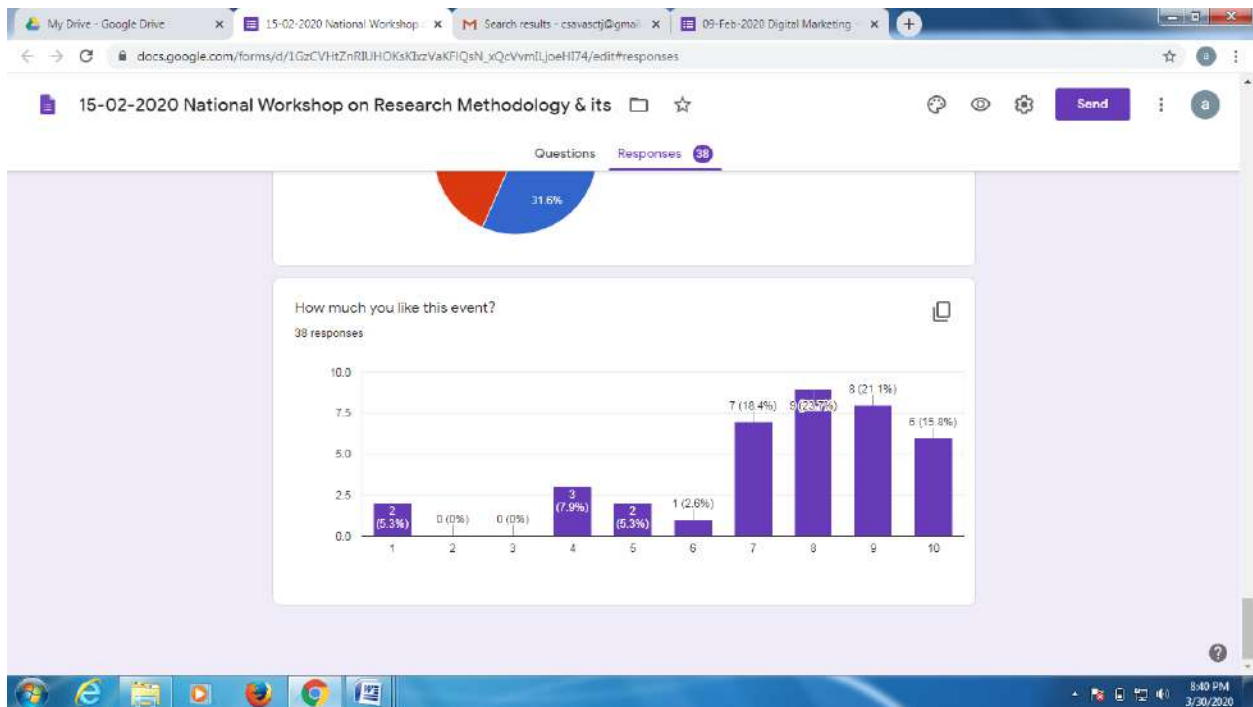 My Drive - Google Drive
15-02-2020 National Workshop
Search results - csavasctj@gmai
09-Feb-2020 Digital Marketing
docs.google.com/forms/d/1GzCVHtZnRIUHOKsKIxzVaKFIQsN_xQcVvmILjoeHI74/edit#responses
15-02-2020 National Workshop on Research Methodology & its
Send
a
Questions Responses 38
31.6%
How much you like this event?
38 responses
10.0
7.5
5.0
2.5
0.0
2 (5.3%)
0 (0%)
0 (0%)
3 (7.9%)
2 (5.3%)
1 (2.6%)
7 (18.4%)
9 (23.7%)
8 (21.1%)
6 (15.8%)
1 2 3 4 5 6 7 8 9 10
8:40 PM
3/30/2020